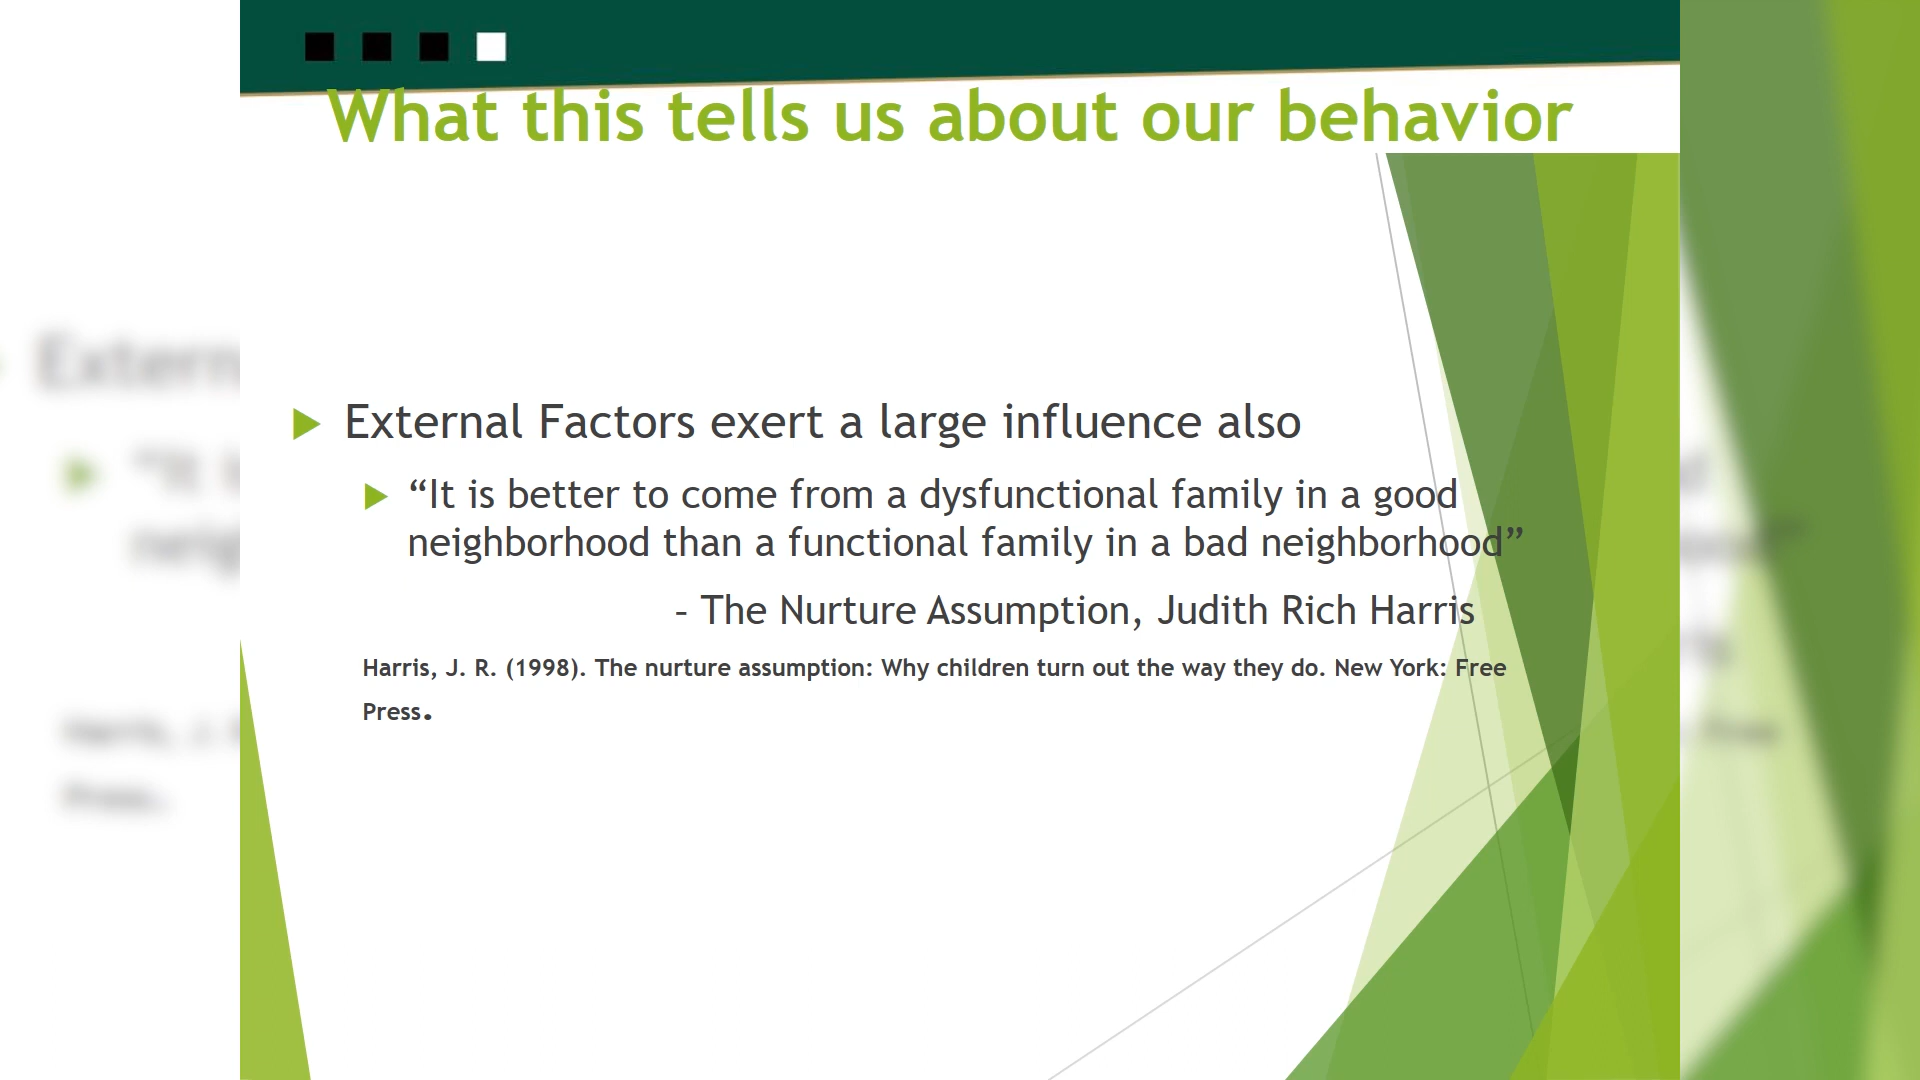 What this tells us about our behavior
External Factors exert a large influence also
“It is better to come from a dysfunctional family in a good
neighborhood than a functional family in a bad neighborhood”
– The Nurture Assumption, Judith Rich Harris
Harris, J. R. (1998). The nurture assumption: Why children turn out the way they do. New York: Free
Press.